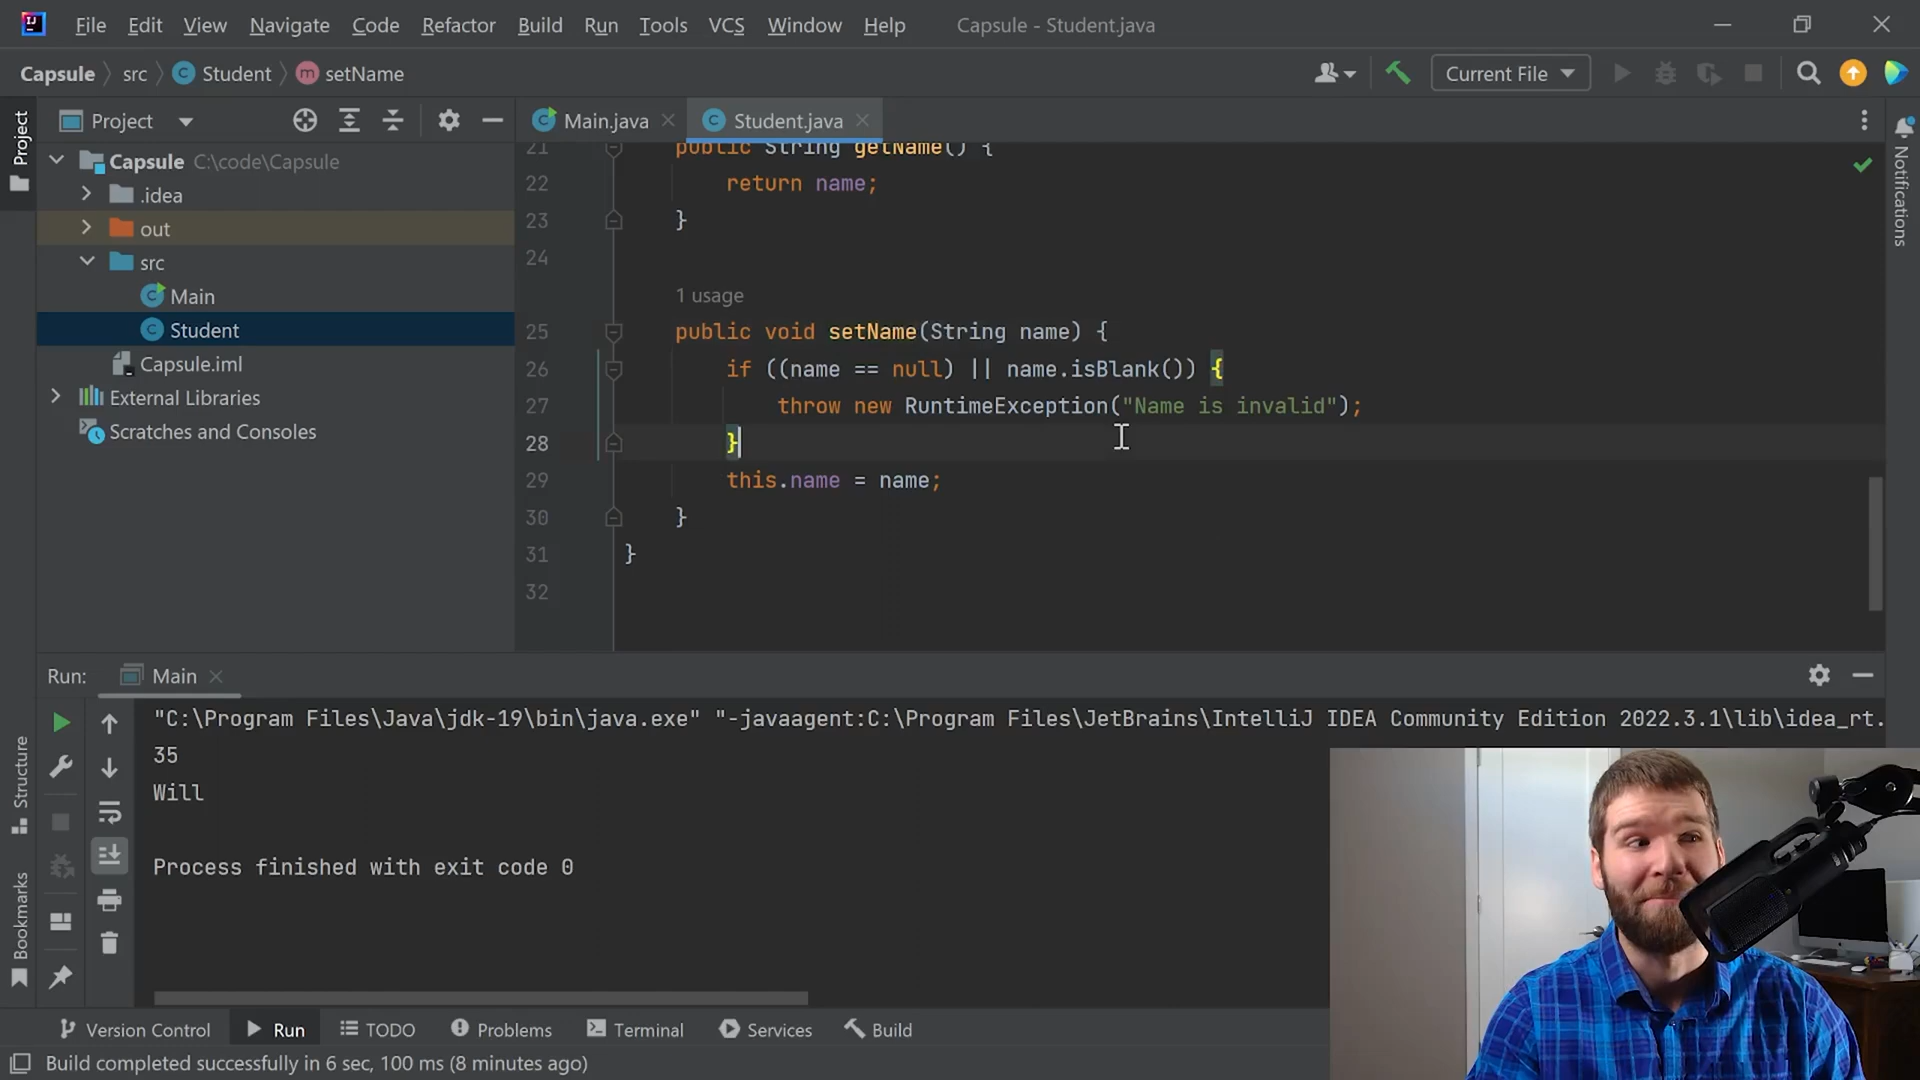 File Edit View Navigate Code Refactor Build Run Tools VCS Window Help Capsule - Student.java
Capsule src Student setName Current File
Project Main.java Student.java
Project
Notifications
Capsule C:\code\Capsule
.idea
out
src
Main
Student
Capsule.iml
External Libraries
Scratches and Consoles
21 public String getName() {
22 return name;
23 }
24
1 usage
25 public void setName(String name) {
26 if ((name == null) || name.isBlank()) {
27 throw new RuntimeException("Name is invalid");
28 }
29 this.name = name;
30 }
31 }
32
Run: Main
"C:\Program Files\Java\jdk-19\bin\java.exe" "-javaagent:C:\Program Files\JetBrains\IntelliJ IDEA Community Edition 2022.3.1\lib\idea_rt.
35
Will
Process finished with exit code 0
Structure
Bookmarks
Version Control Run TODO Problems Terminal Services Build
Build completed successfully in 6 sec, 100 ms (8 minutes ago)